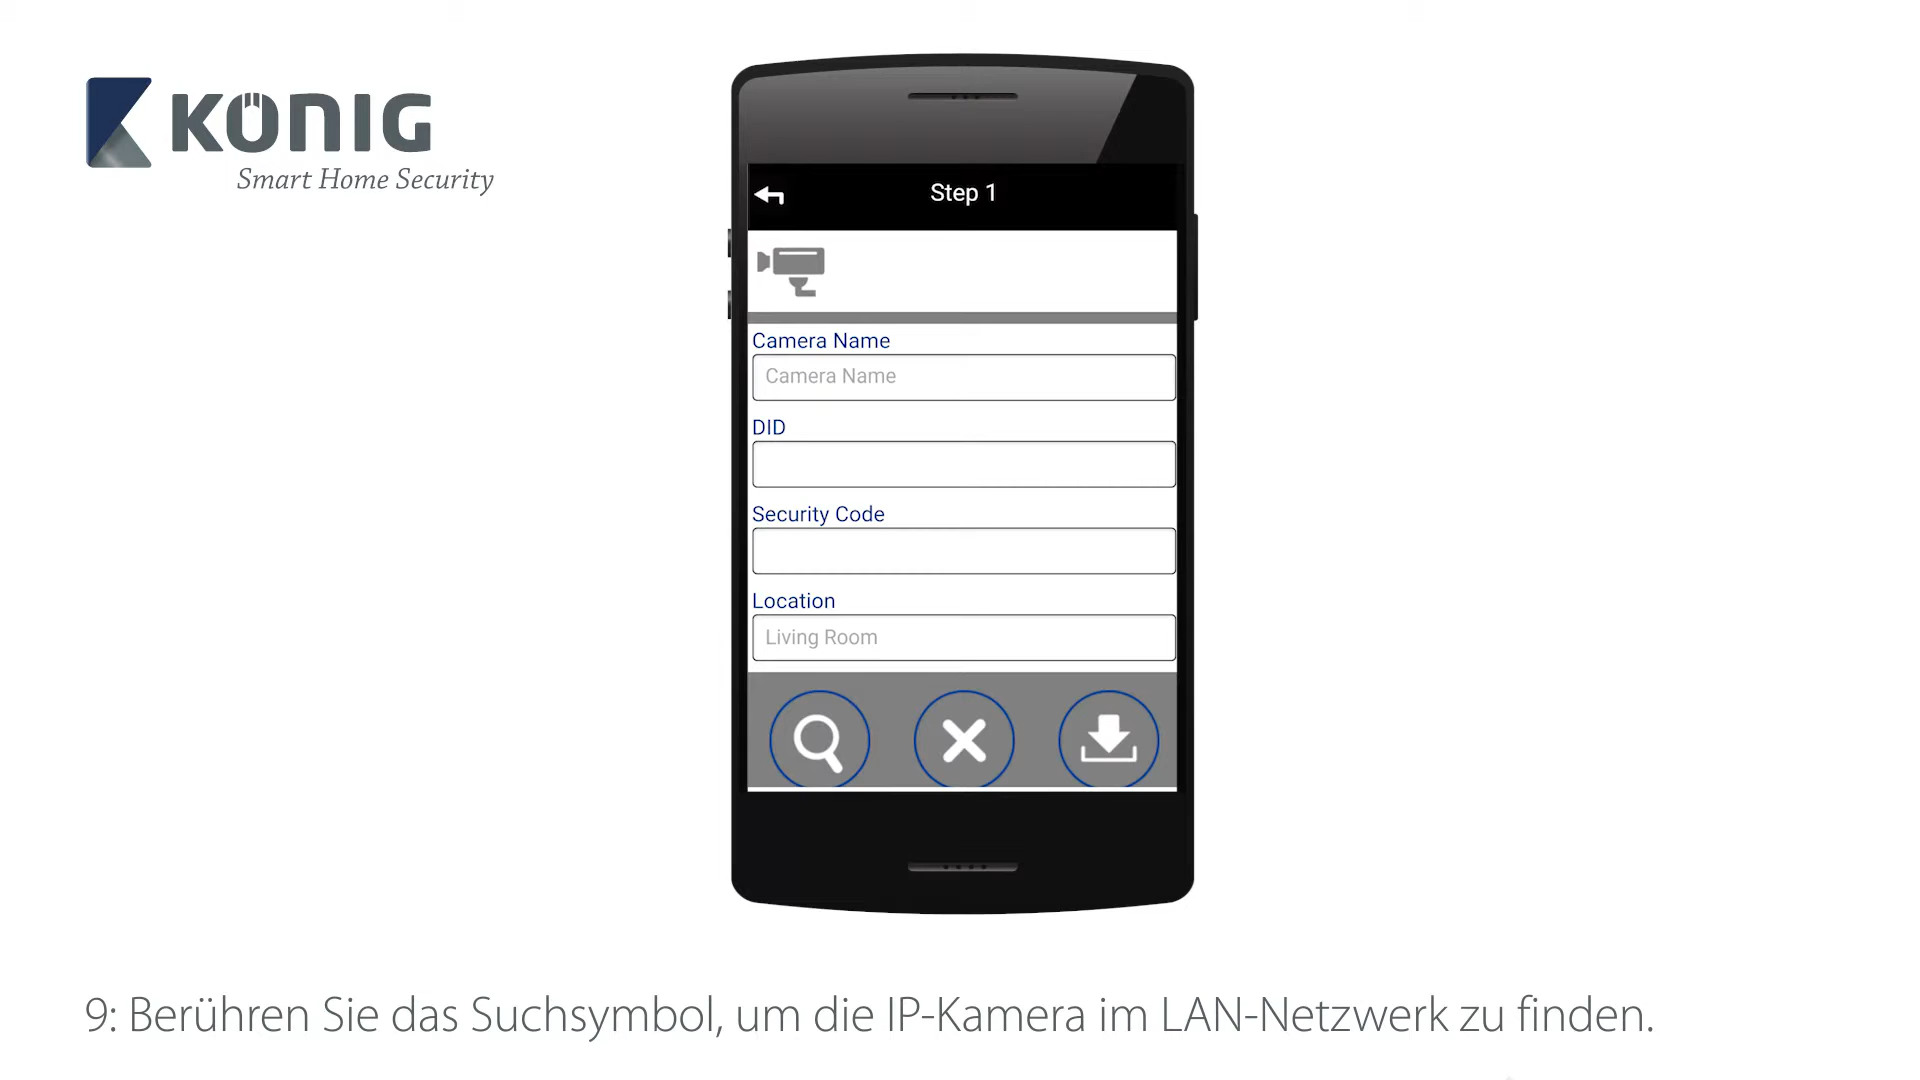 KÖNIG
Smart Home Security
Step 1
Camera Name
Camera Name
DID
Security Code
Location
Living Room
9: Berühren Sie das Suchsymbol, um die IP-Kamera im LAN-Netzwerk zu finden.